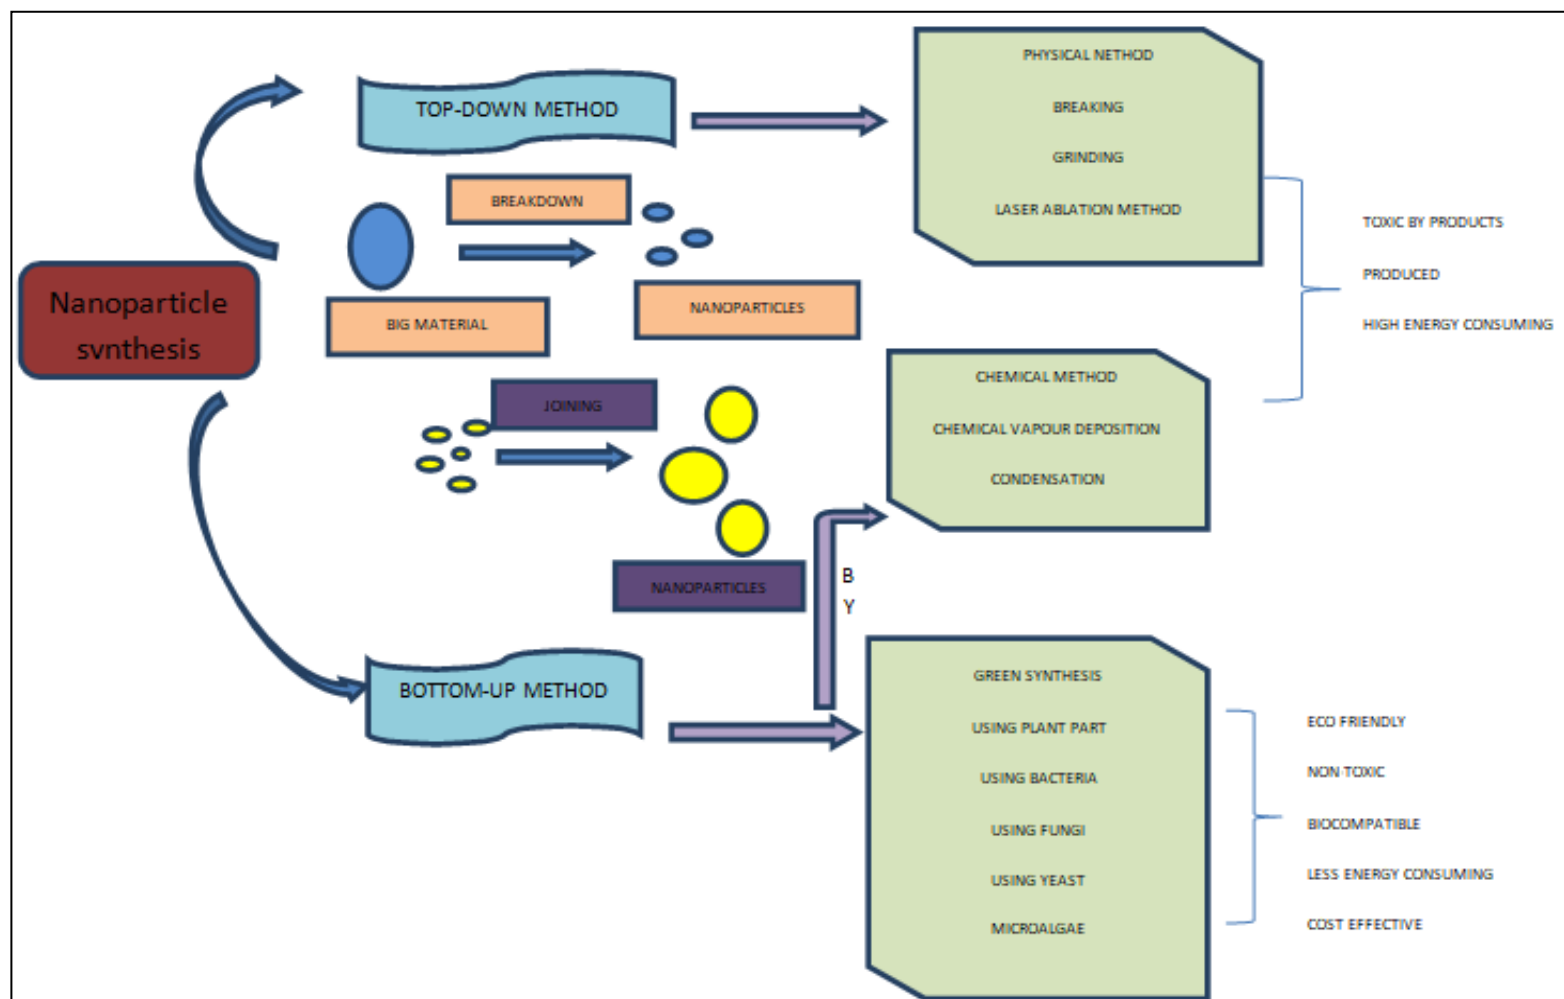 Nanoparticle
synthesis
TOP-DOWN METHOD
BREAKDOWN
BIG MATERIAL
NANOPARTICLES
JOINING
NANOPARTICLES
BOTTOM-UP METHOD
B
Y
PHYSICAL NETHOD
BREAKING
GRINDING
LASER ABLATION METHOD
TOXIC BY PRODUCTS
PRODUCED
HIGH ENERGY CONSUMING
CHEMICAL METHOD
CHEMICAL VAPOUR DEPOSITION
CONDENSATION
GREEN SYNTHESIS
USING PLANT PART
USING BACTERIA
USING FUNGI
USING YEAST
MICROALGAE
ECO FRIENDLY
NON TOXIC
BIOCOMPATIBLE
LESS ENERGY CONSUMING
COST EFFECTIVE